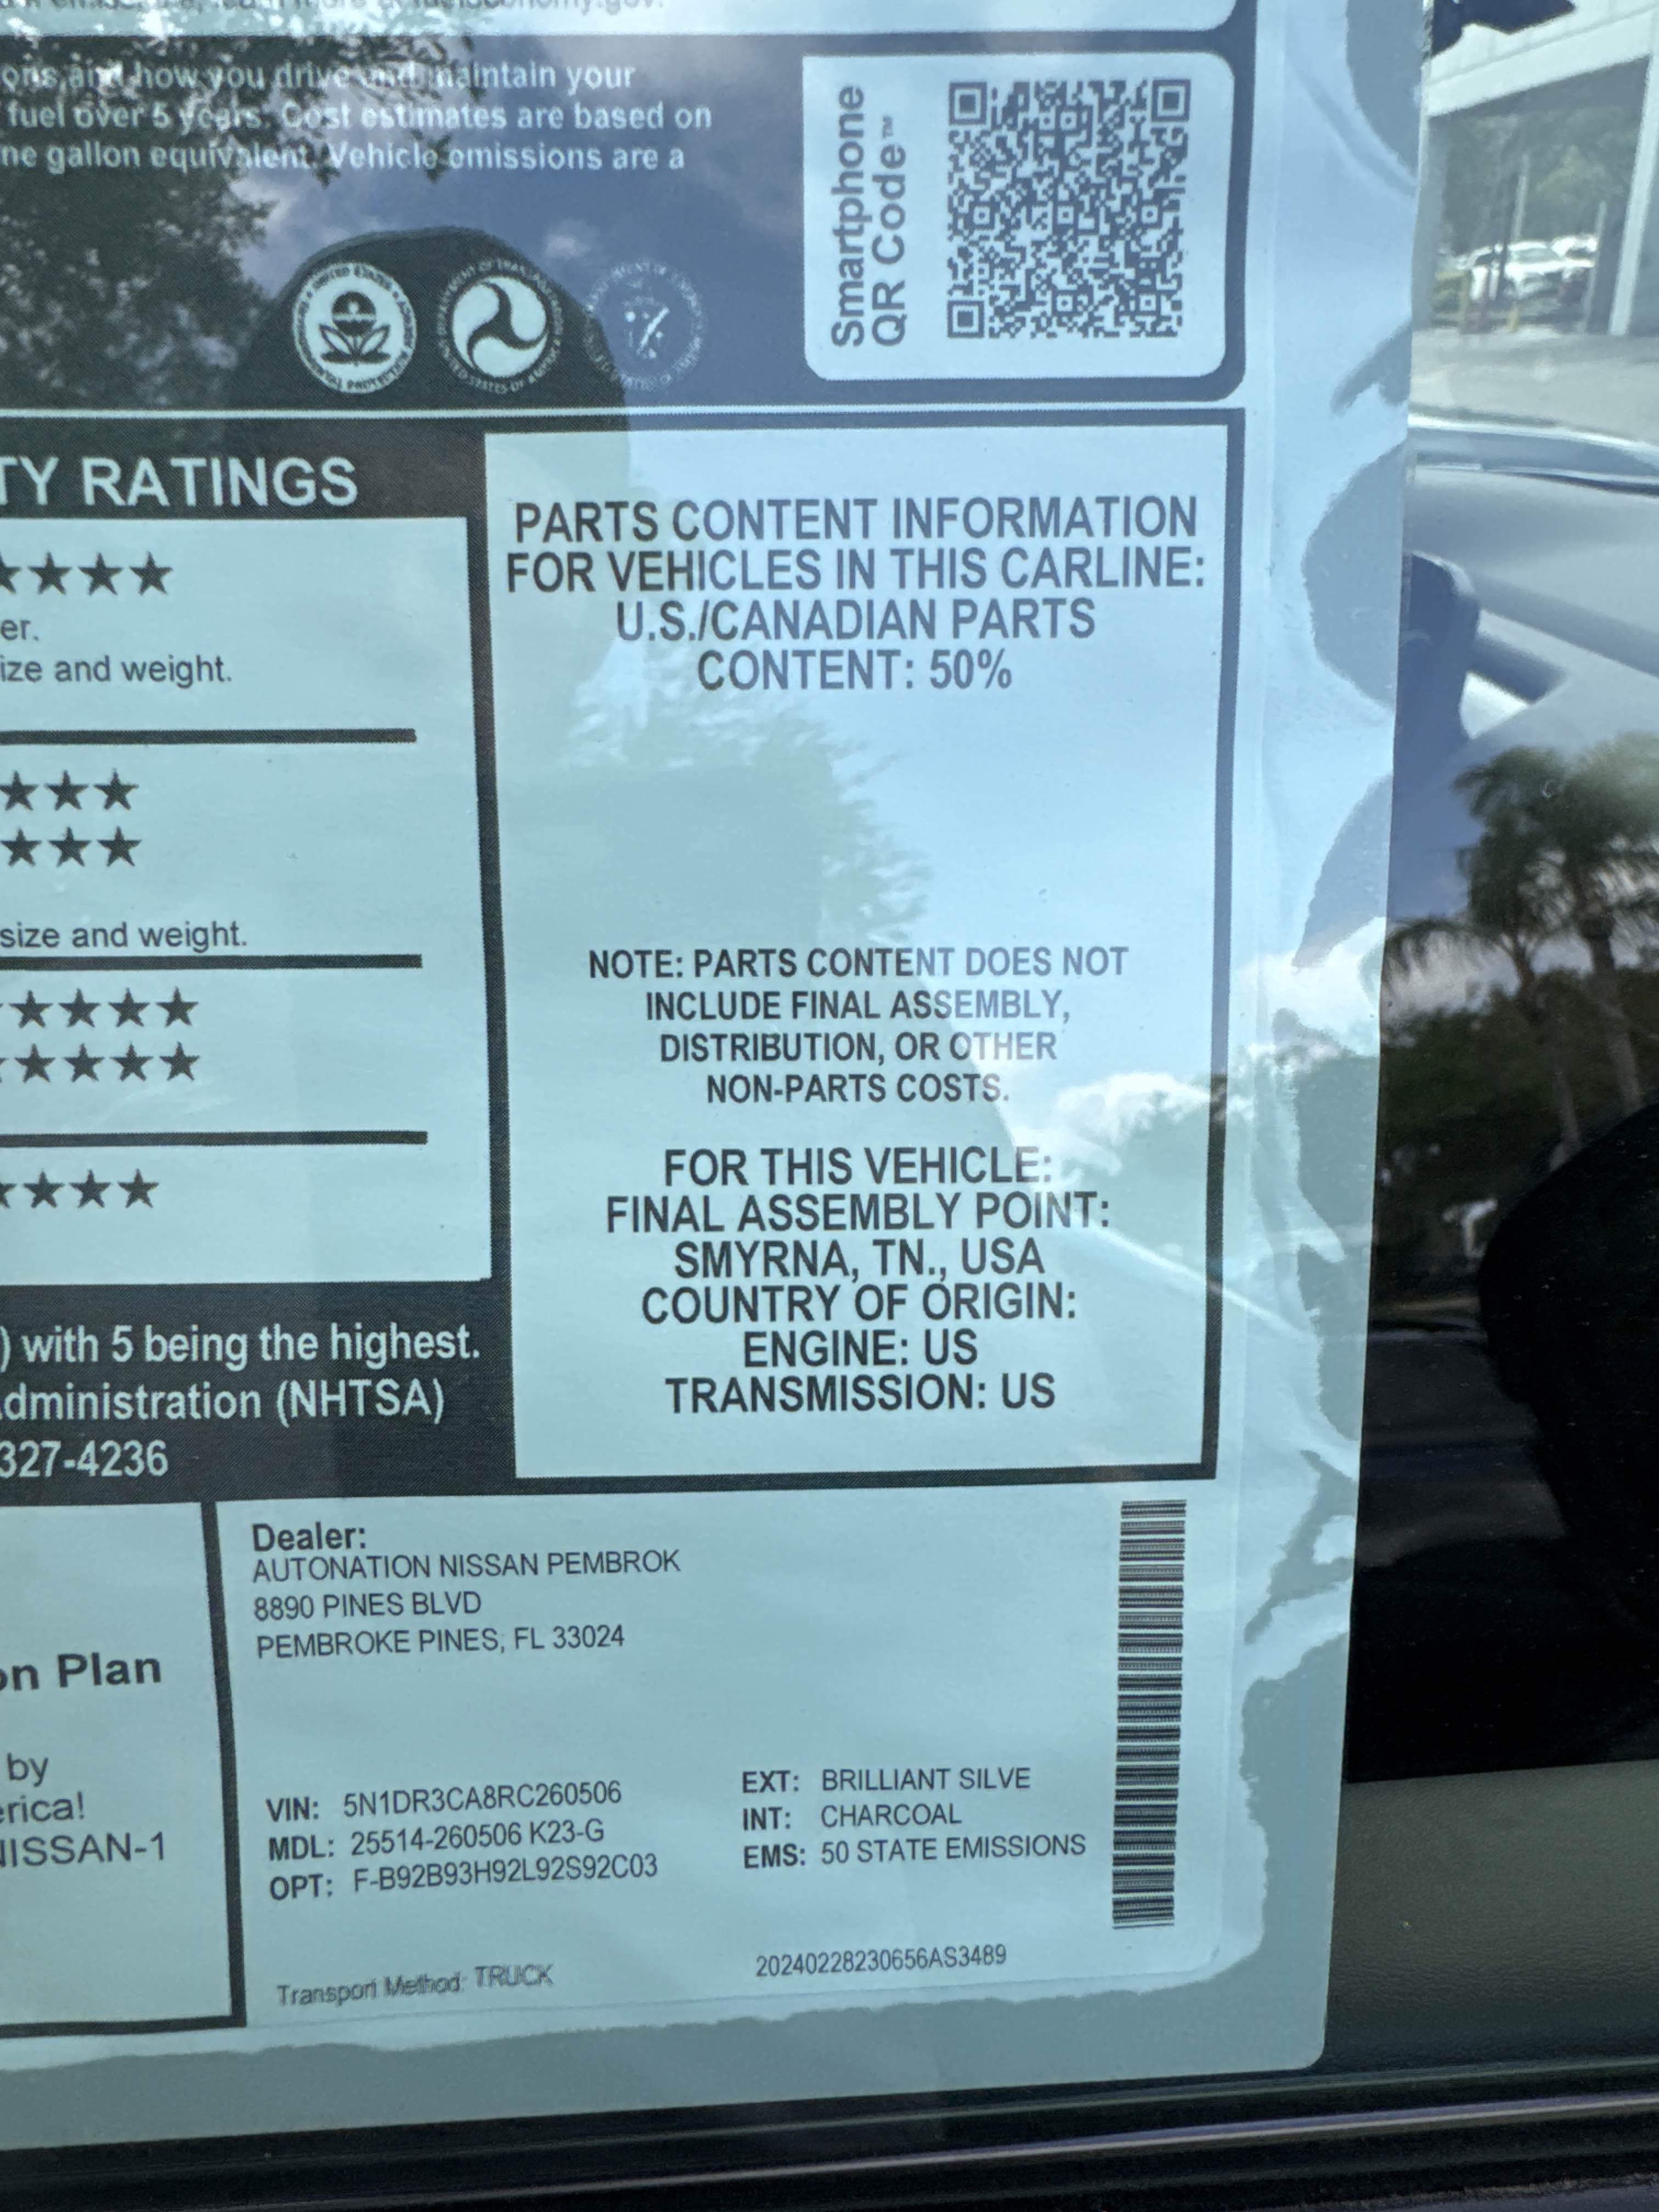 ons, and how you drive and maintain your
fuel over 5 years. Cost estimates are based on
ne gallon equivalent. Vehicle emissions are a
Smartphone
QR Code™
TY RATINGS
★★★★
er.
ize and weight.
★★★
★★★
size and weight.
★★★★
★★★★
★★★★
) with 5 being the highest.
dministration (NHTSA)
327-4236
PARTS CONTENT INFORMATION
FOR VEHICLES IN THIS CARLINE:
U.S./CANADIAN PARTS
CONTENT: 50%
NOTE: PARTS CONTENT DOES NOT
INCLUDE FINAL ASSEMBLY,
DISTRIBUTION, OR OTHER
NON-PARTS COSTS.
FOR THIS VEHICLE:
FINAL ASSEMBLY POINT:
SMYRNA, TN., USA
COUNTRY OF ORIGIN:
ENGINE: US
TRANSMISSION: US
on Plan
by
erica!
NISSAN-1
Dealer:
AUTONATION NISSAN PEMBROK
8890 PINES BLVD
PEMBROKE PINES, FL 33024
VIN: 5N1DR3CA8RC260506
MDL: 25514-260506 K23-G
OPT: F-B92B93H92L92S92C03
EXT: BRILLIANT SILVE
INT: CHARCOAL
EMS: 50 STATE EMISSIONS
Transport Method: TRUCK
20240228230656AS3489